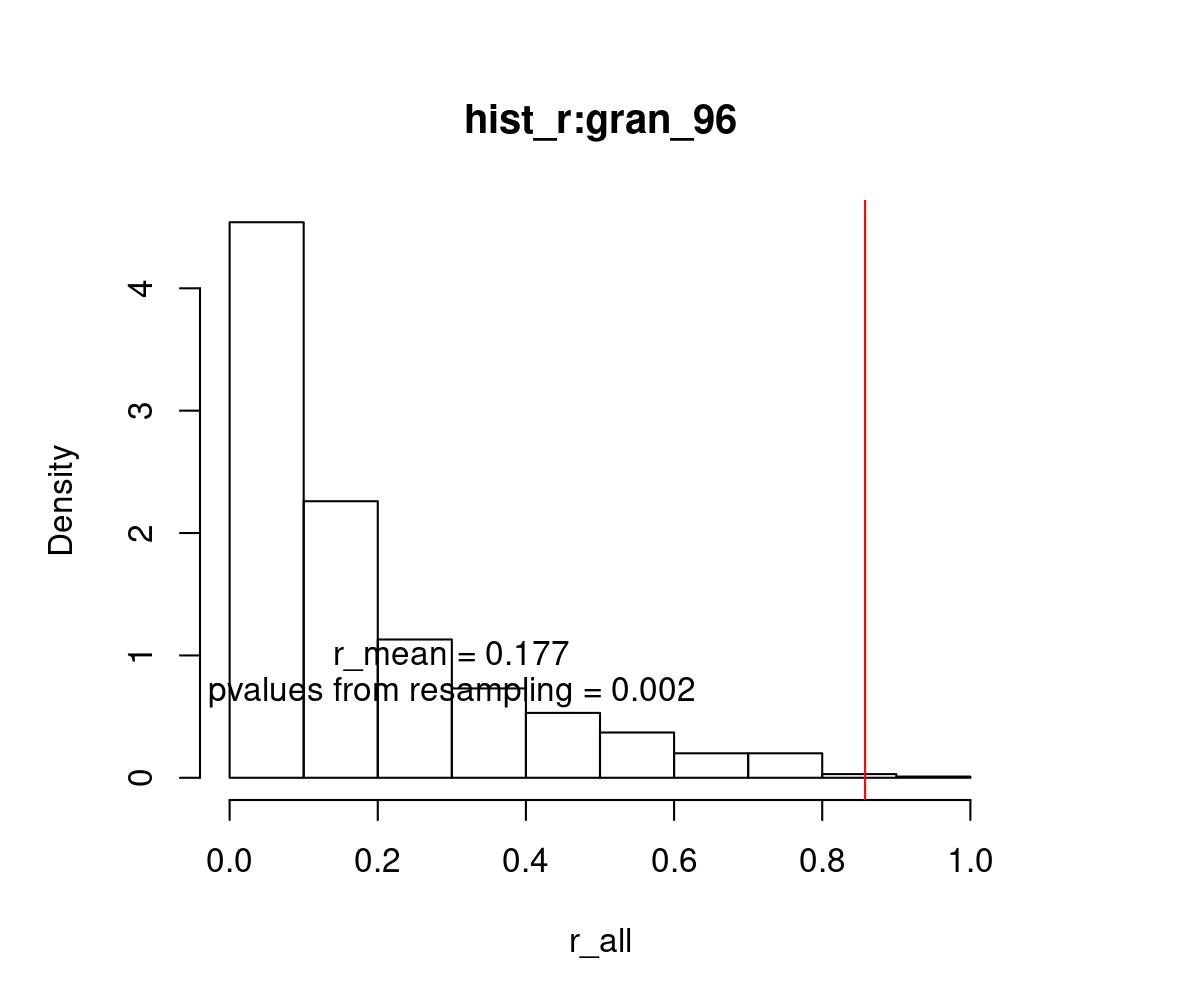 hist_r:gran_96
Density
4
3
2
1
0
r_mean = 0.177
pvalues from resampling = 0.002
0.0 0.2 0.4 0.6 0.8 1.0
r_all